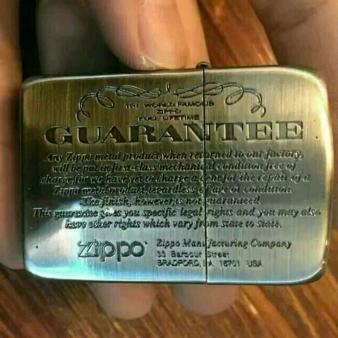 THE WORLD FAMOUS
ZIPPO
FULL LIFETIME
GUARANTEE
Any Zippo metal product when returned to our factory,
will be put in first-class mechanical condition free of
charge, for we have yet to charge a cent for the repair of a
Zippo metal product, regardless of age or condition.
The finish, however, is not guaranteed.
This guarantee gives you specific legal rights and you may also
have other rights which vary from state to state.
zippo
Zippo Manufacturing Company
33 Barbour Street
BRADFORD, PA 16701 USA